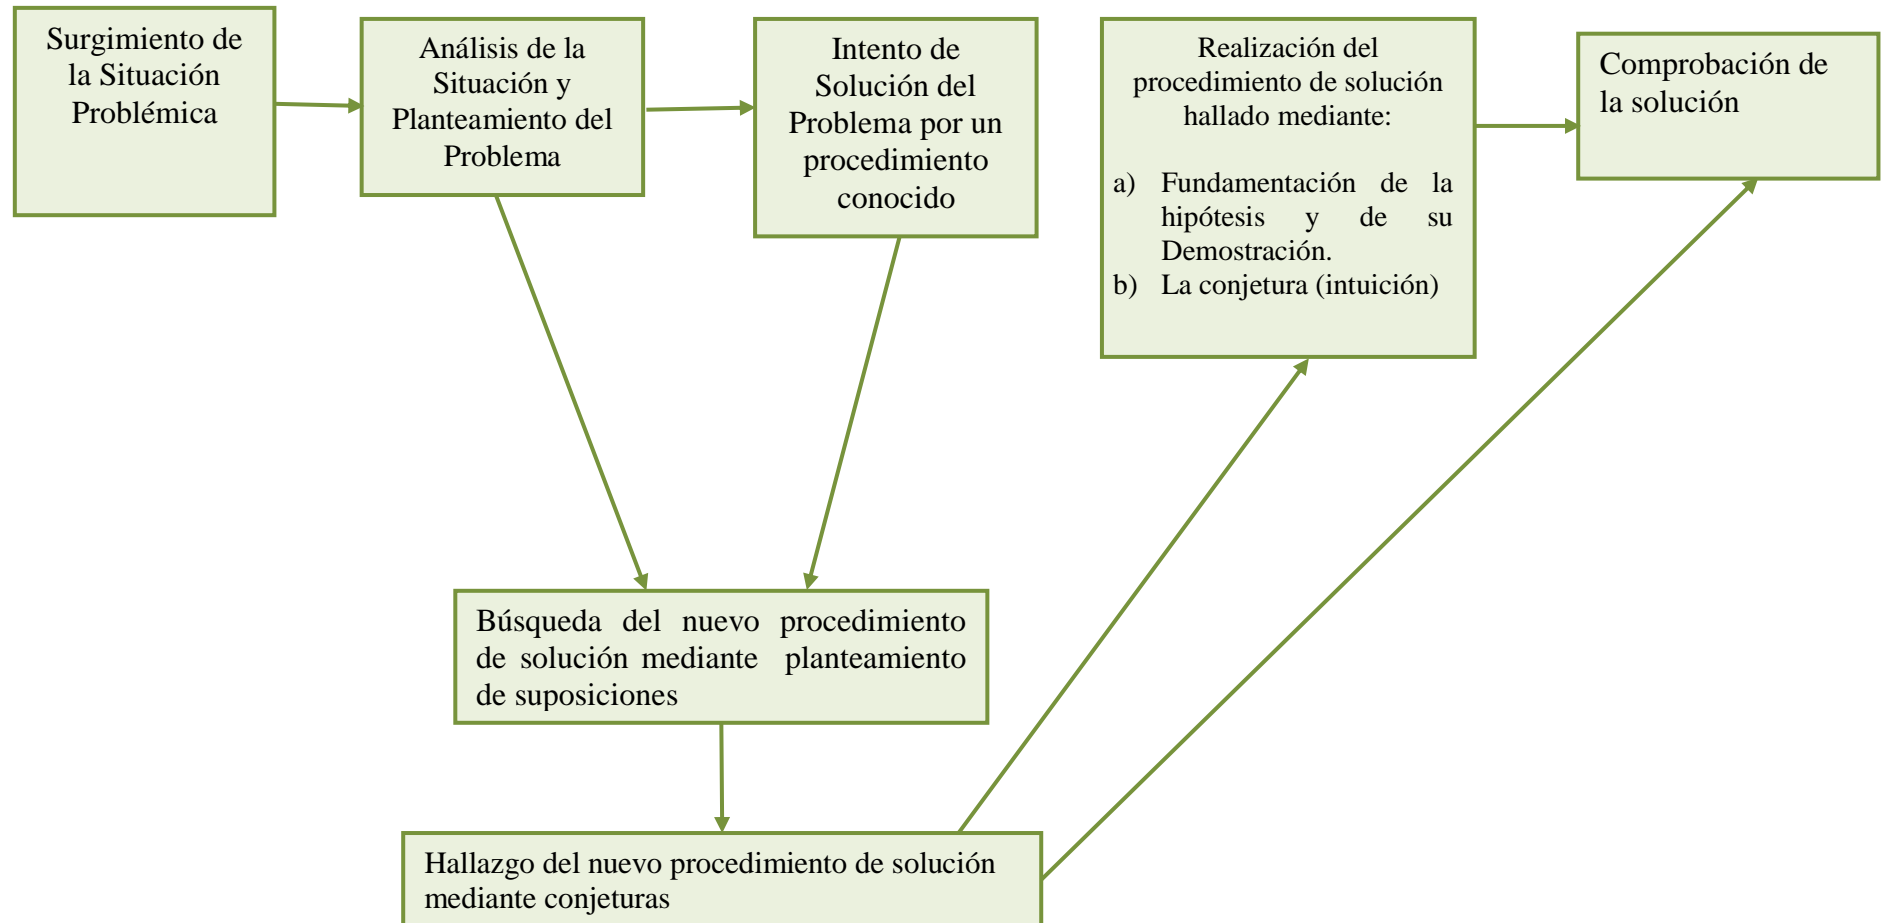 Surgimiento de
la Situación
Problémica
Análisis de la
Situación y
Planteamiento del
Problema
Intento de
Solución del
Problema por un
procedimiento
conocido
Realización del
procedimiento de solución
hallado mediante:
a) Fundamentación de la
hipótesis y de su
Demostración.
b) La conjetura (intuición)
Comprobación de
la solución
Búsqueda del nuevo procedimiento
de solución mediante planteamiento
de suposiciones
Hallazgo del nuevo procedimiento de solución
mediante conjeturas